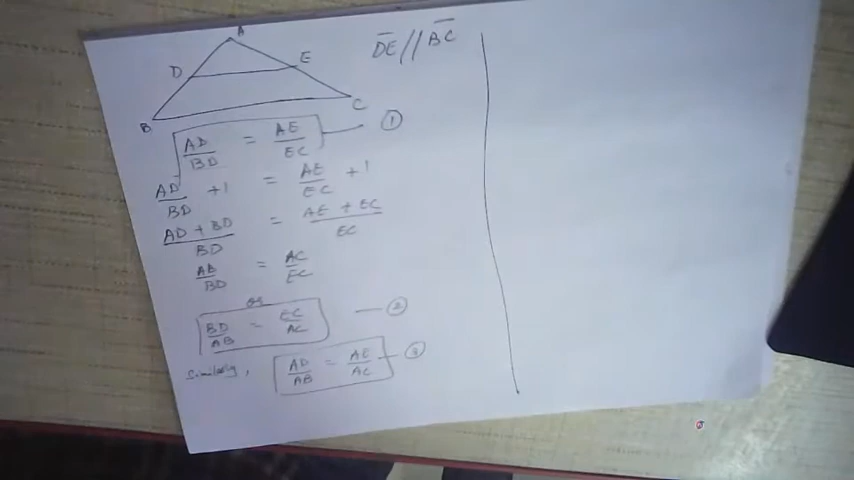 A
D E
B C
DE // BC
AD/BD = AE/EC — ①
AD/BD + 1 = AE/EC + 1
AD + BD/BD = AE + EC/EC
AB/BD = AC/EC
or
BD/AB = EC/AC — ②
Similarly, AD/AB = AE/AC — ③